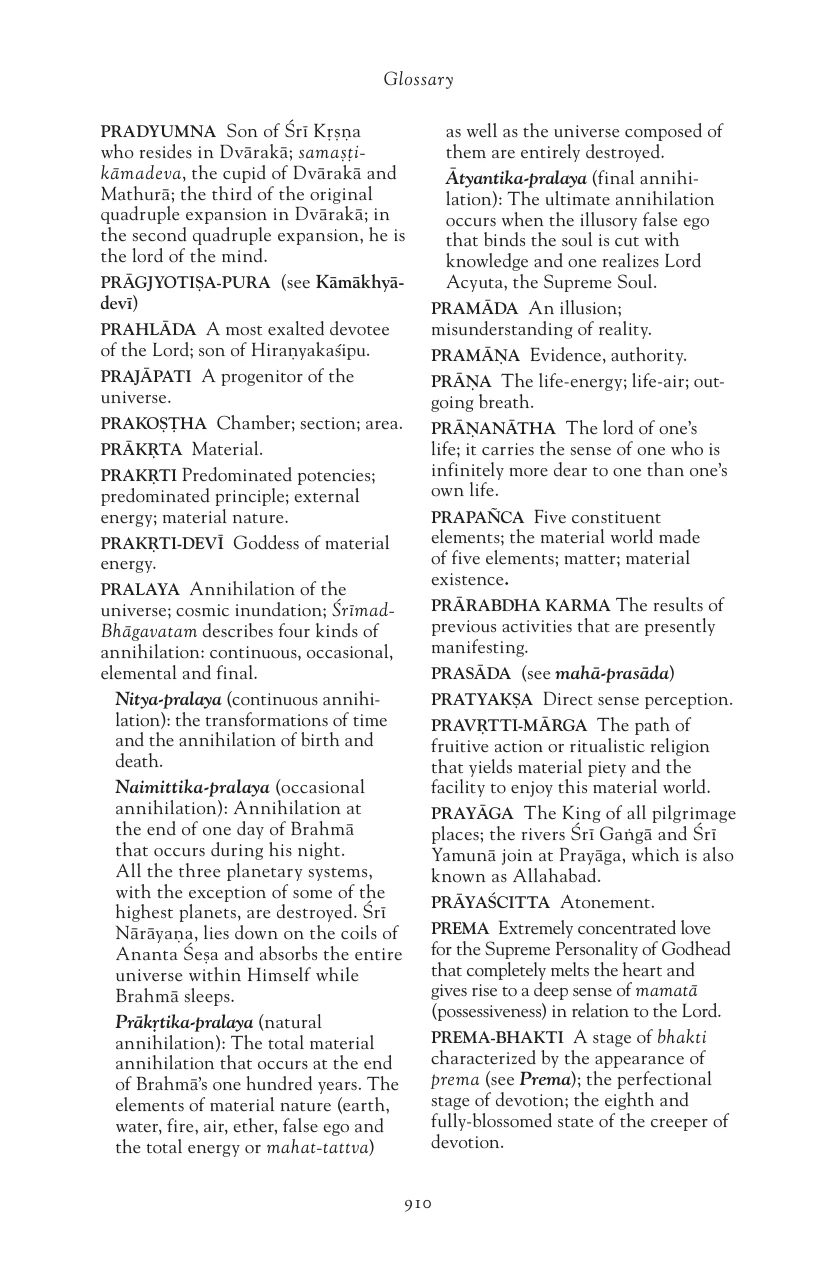 Glossary
PRADYUMNA Son of Śrī Kṛṣṇa
who resides in Dvārakā; samaṣṭi-
kāmadeva, the cupid of Dvārakā and
Mathurā; the third of the original
quadruple expansion in Dvārakā; in
the second quadruple expansion, he is
the lord of the mind.
PRĀGJYOTIṢA-PURA (see Kāmākhyā-
devī)
PRAHLĀDA A most exalted devotee
of the Lord; son of Hiraṇyakaśipu.
PRAJĀPATI A progenitor of the
universe.
PRAKOṢṬHA Chamber; section; area.
PRĀKṚTA Material.
PRAKṚTI Predominated potencies;
predominated principle; external
energy; material nature.
PRAKṚTI-DEVĪ Goddess of material
energy.
PRALAYA Annihilation of the
universe; cosmic inundation; Śrīmad-
Bhāgavatam describes four kinds of
annihilation: continuous, occasional,
elemental and final.
Nitya-pralaya (continuous annihi-
lation): the transformations of time
and the annihilation of birth and
death.
Naimittika-pralaya (occasional
annihilation): Annihilation at
the end of one day of Brahmā
that occurs during his night.
All the three planetary systems,
with the exception of some of the
highest planets, are destroyed. Śrī
Nārāyaṇa, lies down on the coils of
Ananta Śeṣa and absorbs the entire
universe within Himself while
Brahmā sleeps.
Prākṛtika-pralaya (natural
annihilation): The total material
annihilation that occurs at the end
of Brahmā's one hundred years. The
elements of material nature (earth,
water, fire, air, ether, false ego and
the total energy or mahat-tattva)
as well as the universe composed of
them are entirely destroyed.
Ātyantika-pralaya (final annihi-
lation): The ultimate annihilation
occurs when the illusory false ego
that binds the soul is cut with
knowledge and one realizes Lord
Acyuta, the Supreme Soul.
PRAMĀDA An illusion;
misunderstanding of reality.
PRAMĀṆA Evidence, authority.
PRĀṆA The life-energy; life-air; out-
going breath.
PRĀṆANĀTHA The lord of one's
life; it carries the sense of one who is
infinitely more dear to one than one's
own life.
PRAPAÑCA Five constituent
elements; the material world made
of five elements; matter; material
existence.
PRĀRABDHA KARMA The results of
previous activities that are presently
manifesting.
PRASĀDA (see mahā-prasāda)
PRATYAKṢA Direct sense perception.
PRAVṚTTI-MĀRGA The path of
fruitive action or ritualistic religion
that yields material piety and the
facility to enjoy this material world.
PRAYĀGA The King of all pilgrimage
places; the rivers Śrī Gaṅgā and Śrī
Yamunā join at Prayāga, which is also
known as Allahabad.
PRĀYAŚCITTA Atonement.
PREMA Extremely concentrated love
for the Supreme Personality of Godhead
that completely melts the heart and
gives rise to a deep sense of mamatā
(possessiveness) in relation to the Lord.
PREMA-BHAKTI A stage of bhakti
characterized by the appearance of
prema (see Prema); the perfectional
stage of devotion; the eighth and
fully-blossomed state of the creeper of
devotion.
910